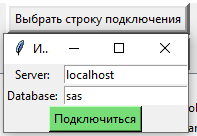 Выбрать строку подключения
И..
Server: localhost
Database: sas
Подключиться